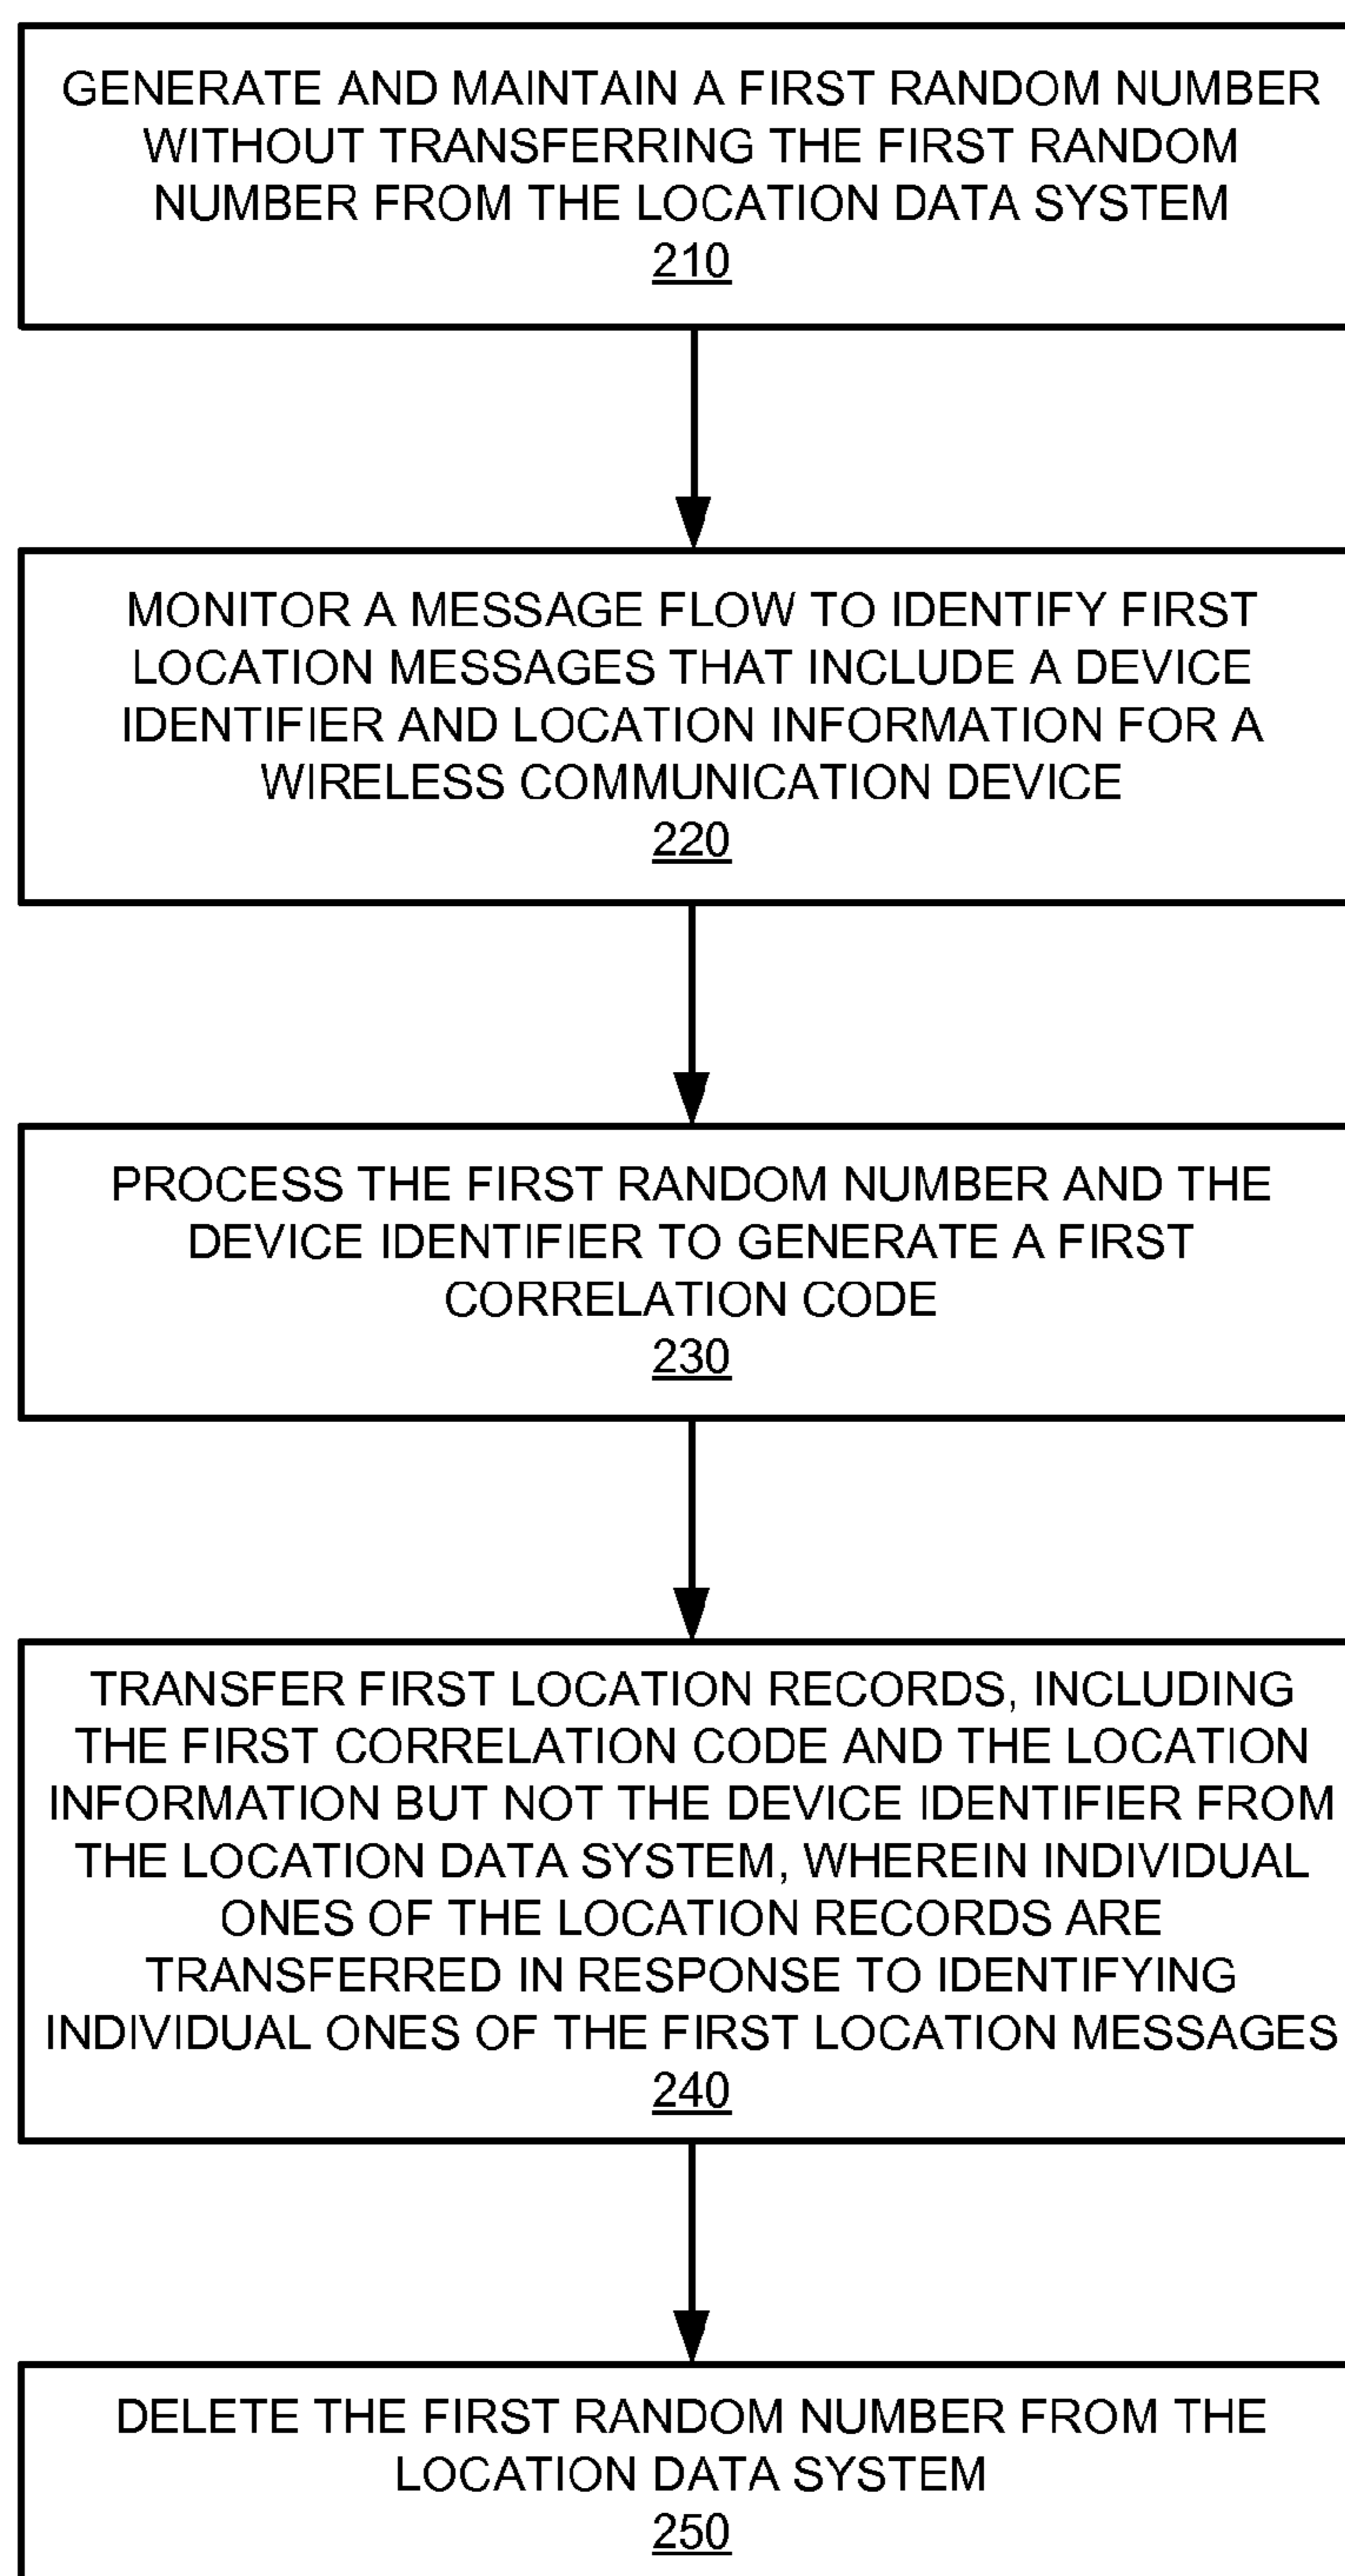 GENERATE AND MAINTAIN A FIRST RANDOM NUMBER
WITHOUT TRANSFERRING THE FIRST RANDOM
NUMBER FROM THE LOCATION DATA SYSTEM
210
MONITOR A MESSAGE FLOW TO IDENTIFY FIRST
LOCATION MESSAGES THAT INCLUDE A DEVICE
IDENTIFIER AND LOCATION INFORMATION FOR A
WIRELESS COMMUNICATION DEVICE
220
PROCESS THE FIRST RANDOM NUMBER AND THE
DEVICE IDENTIFIER TO GENERATE A FIRST
CORRELATION CODE
230
TRANSFER FIRST LOCATION RECORDS, INCLUDING
THE FIRST CORRELATION CODE AND THE LOCATION
INFORMATION BUT NOT THE DEVICE IDENTIFIER FROM
THE LOCATION DATA SYSTEM, WHEREIN INDIVIDUAL
ONES OF THE LOCATION RECORDS ARE
TRANSFERRED IN RESPONSE TO IDENTIFYING
INDIVIDUAL ONES OF THE FIRST LOCATION MESSAGES
240
DELETE THE FIRST RANDOM NUMBER FROM THE
LOCATION DATA SYSTEM
250